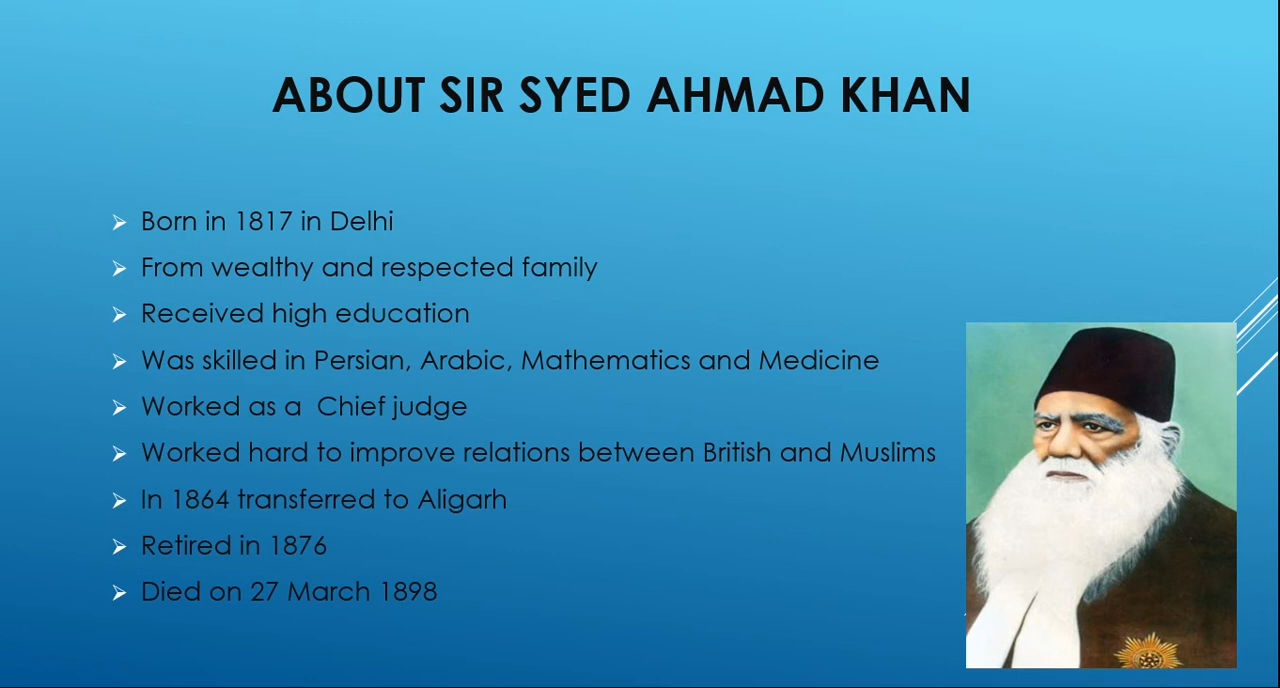 ABOUT SIR SYED AHMAD KHAN
Born in 1817 in Delhi
From wealthy and respected family
Received high education
Was skilled in Persian, Arabic, Mathematics and Medicine
Worked as a  Chief judge
Worked hard to improve relations between British and Muslims
In 1864 transferred to Aligarh
Retired in 1876
Died on 27 March 1898